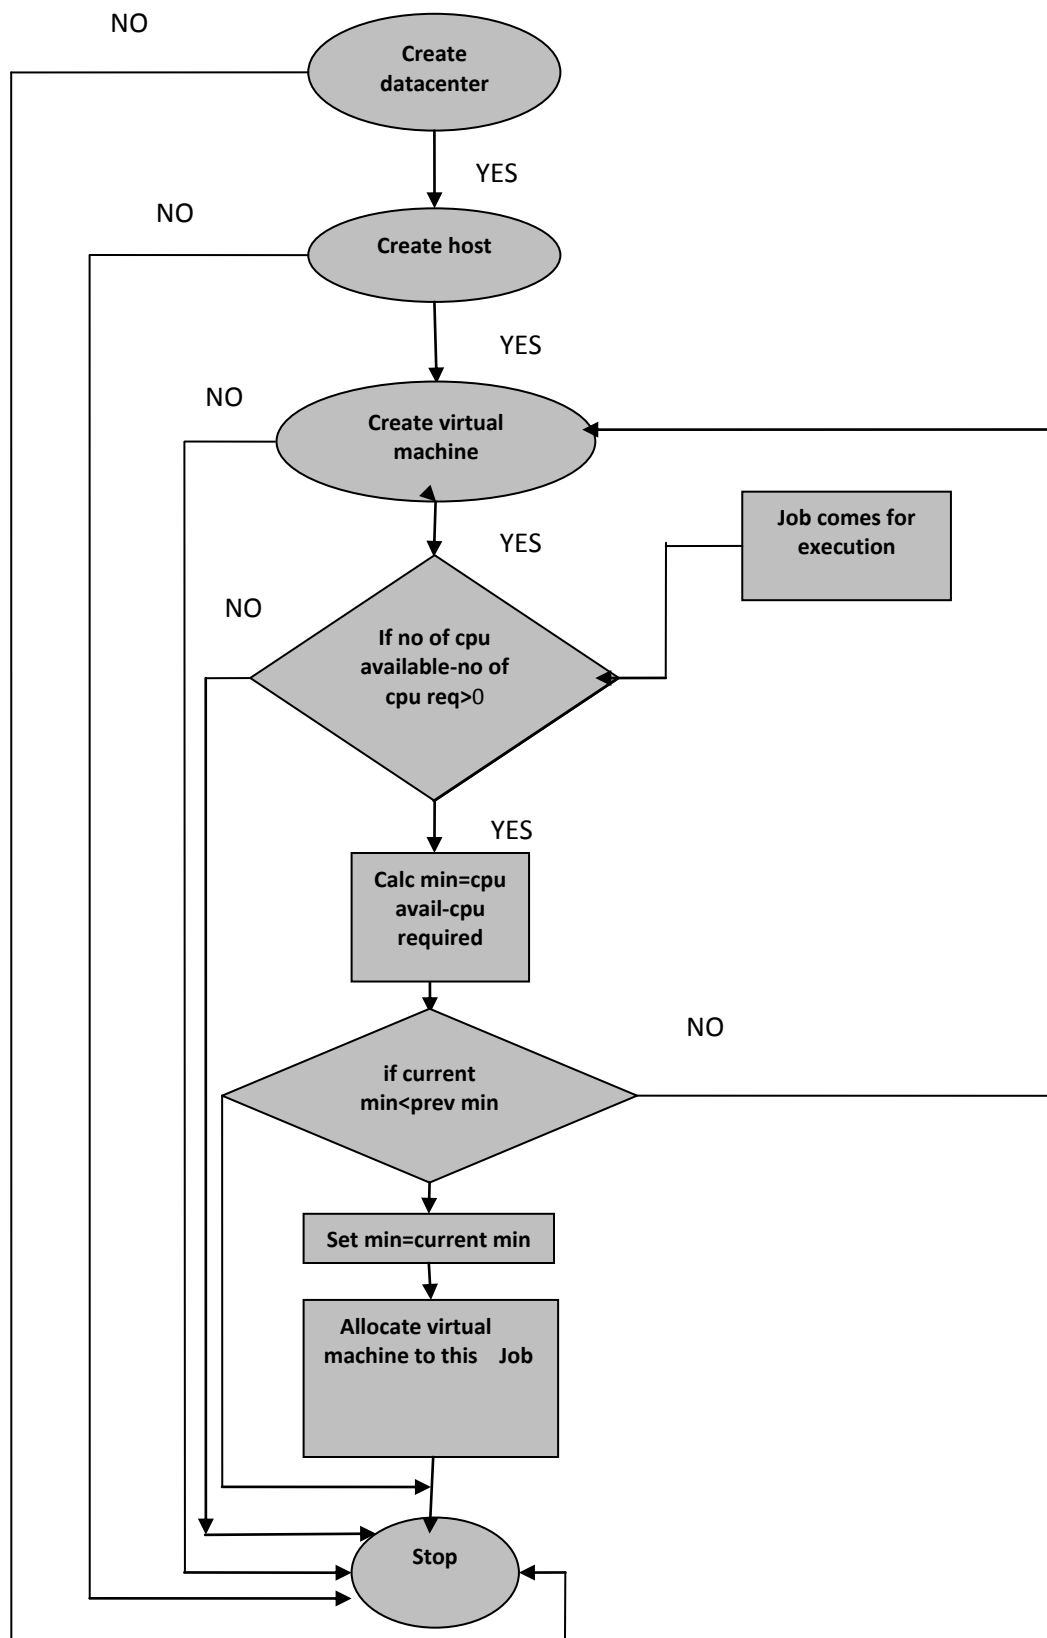 NO
Create
datacenter
YES
NO
Create host
YES
NO
Create virtual
machine
YES
Job comes for
execution
NO
If no of cpu
available-no of
cpu req>0
YES
Calc min=cpu
avail-cpu
required
NO
if current
min<prev min
Set min=current min
Allocate virtual
machine to this Job
Stop